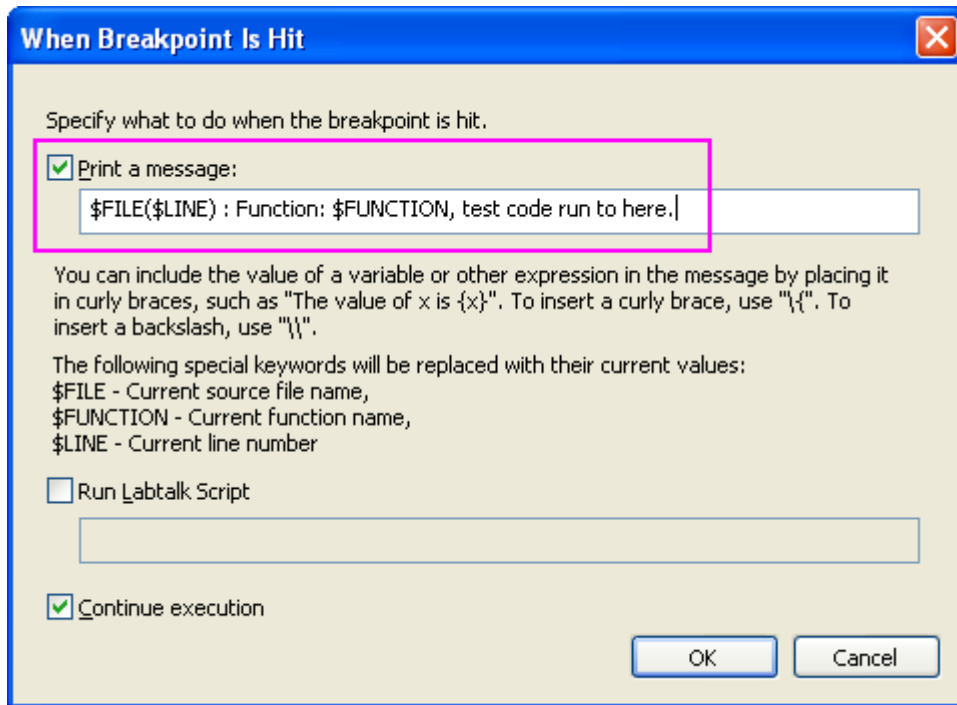 When Breakpoint Is Hit
Specify what to do when the breakpoint is hit.
Print a message:
$FILE($LINE) : Function: $FUNCTION, test code run to here.
You can include the value of a variable or other expression in the message by placing it
in curly braces, such as "The value of x is {x}". To insert a curly brace, use "\{". To
insert a backslash, use "\\".
The following special keywords will be replaced with their current values:
$FILE - Current source file name,
$FUNCTION - Current function name,
$LINE - Current line number
Run Labtalk Script
Continue execution
OK
Cancel